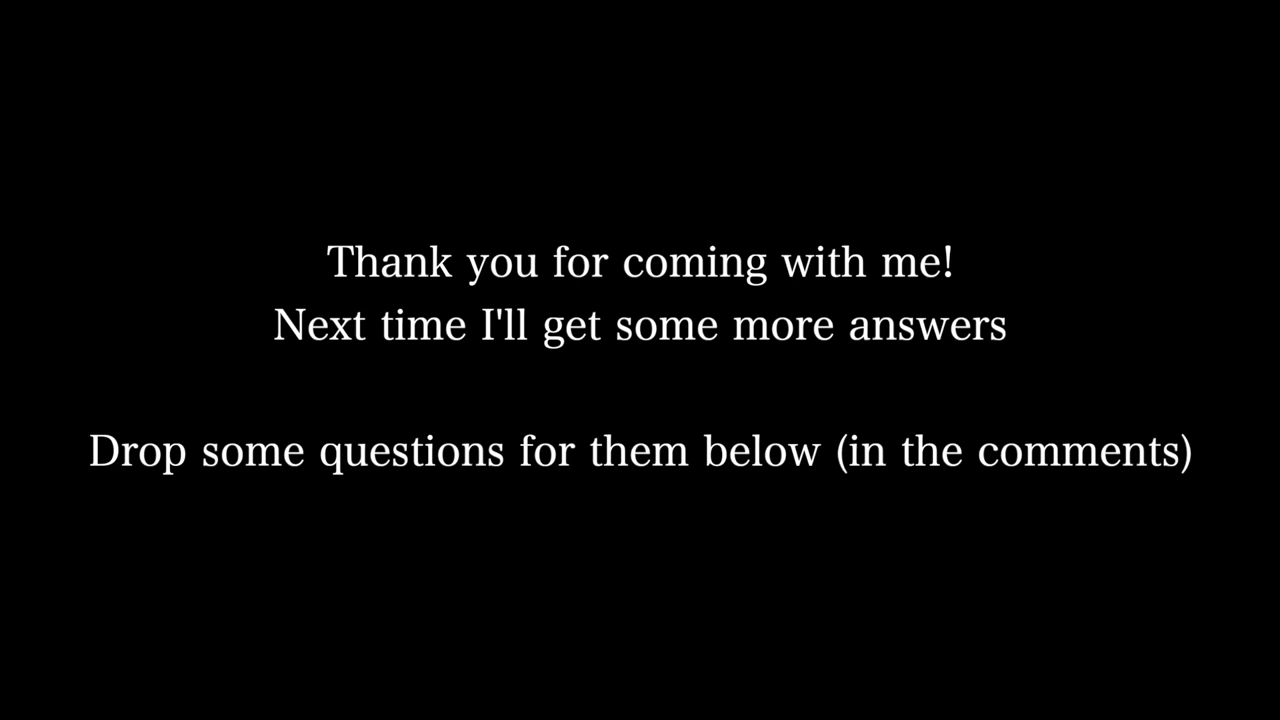 Thank you for coming with me!
Next time I'll get some more answers
Drop some questions for them below (in the comments)